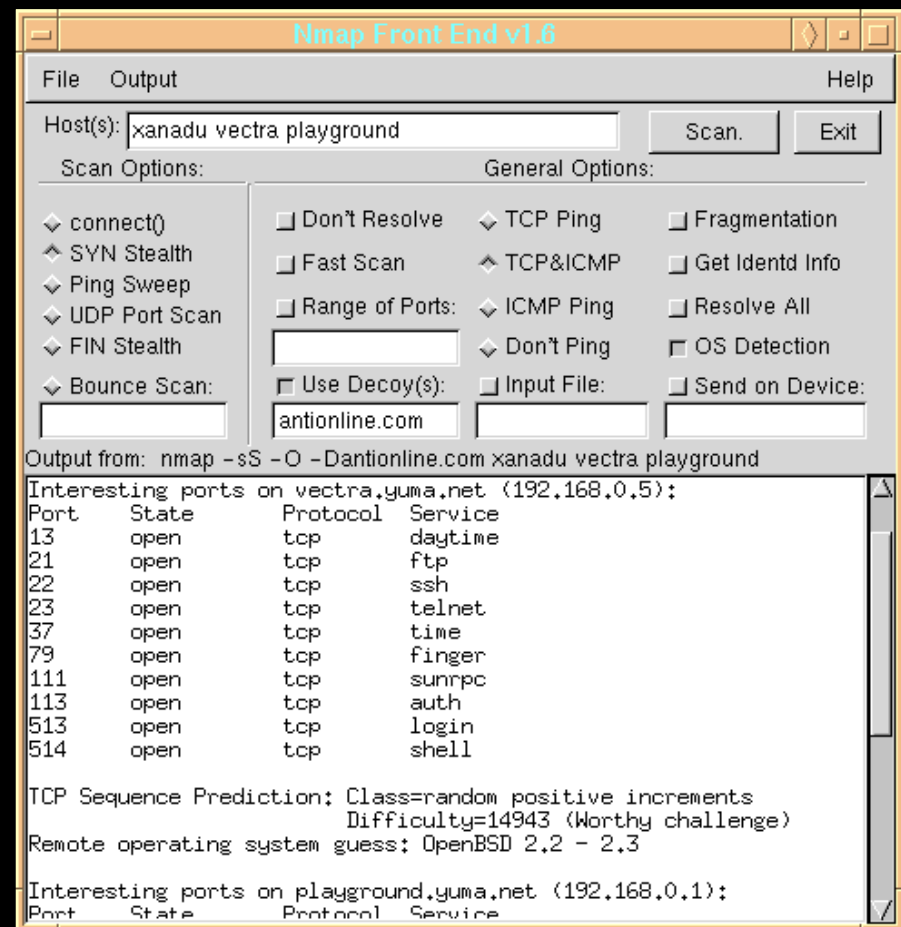 Nmap Front End v1.6
File Output Help
Host(s): xanadu vectra playground Scan. Exit
Scan Options: General Options:
connect() Don't Resolve TCP Ping Fragmentation
SYN Stealth Fast Scan TCP&ICMP Get Identd Info
Ping Sweep Range of Ports: ICMP Ping Resolve All
UDP Port Scan
FIN Stealth Don't Ping OS Detection
Bounce Scan: Use Decoy(s): Input File: Send on Device:
antionline.com
Output from: nmap -sS -O -Dantionline.com xanadu vectra playground
Interesting ports on vectra.yuma.net (192.168.0.5):
Port State Protocol Service
13 open tcp daytime
21 open tcp ftp
22 open tcp ssh
23 open tcp telnet
37 open tcp time
79 open tcp finger
111 open tcp sunrpc
113 open tcp auth
513 open tcp login
514 open tcp shell
TCP Sequence Prediction: Class=random positive increments
Difficulty=14943 (Worthy challenge)
Remote operating system guess: OpenBSD 2.2 - 2.3
Interesting ports on playground.yuma.net (192.168.0.1):
Port State Protocol Service